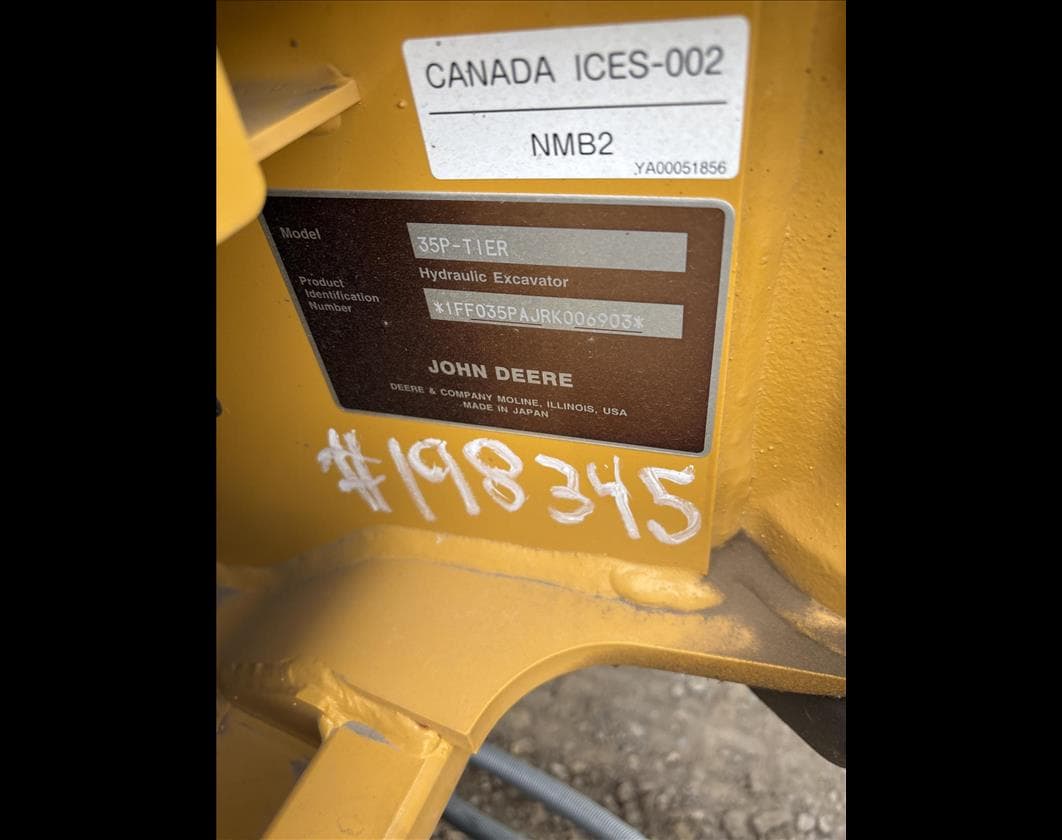 CANADA ICES-002
NMB2
YA00051856
Model
35P-TIER
Hydraulic Excavator
Product
Identification
Number
*1FF035PAJRK006903*
JOHN DEERE
DEERE & COMPANY MOLINE, ILLINOIS, USA
MADE IN JAPAN
#198345